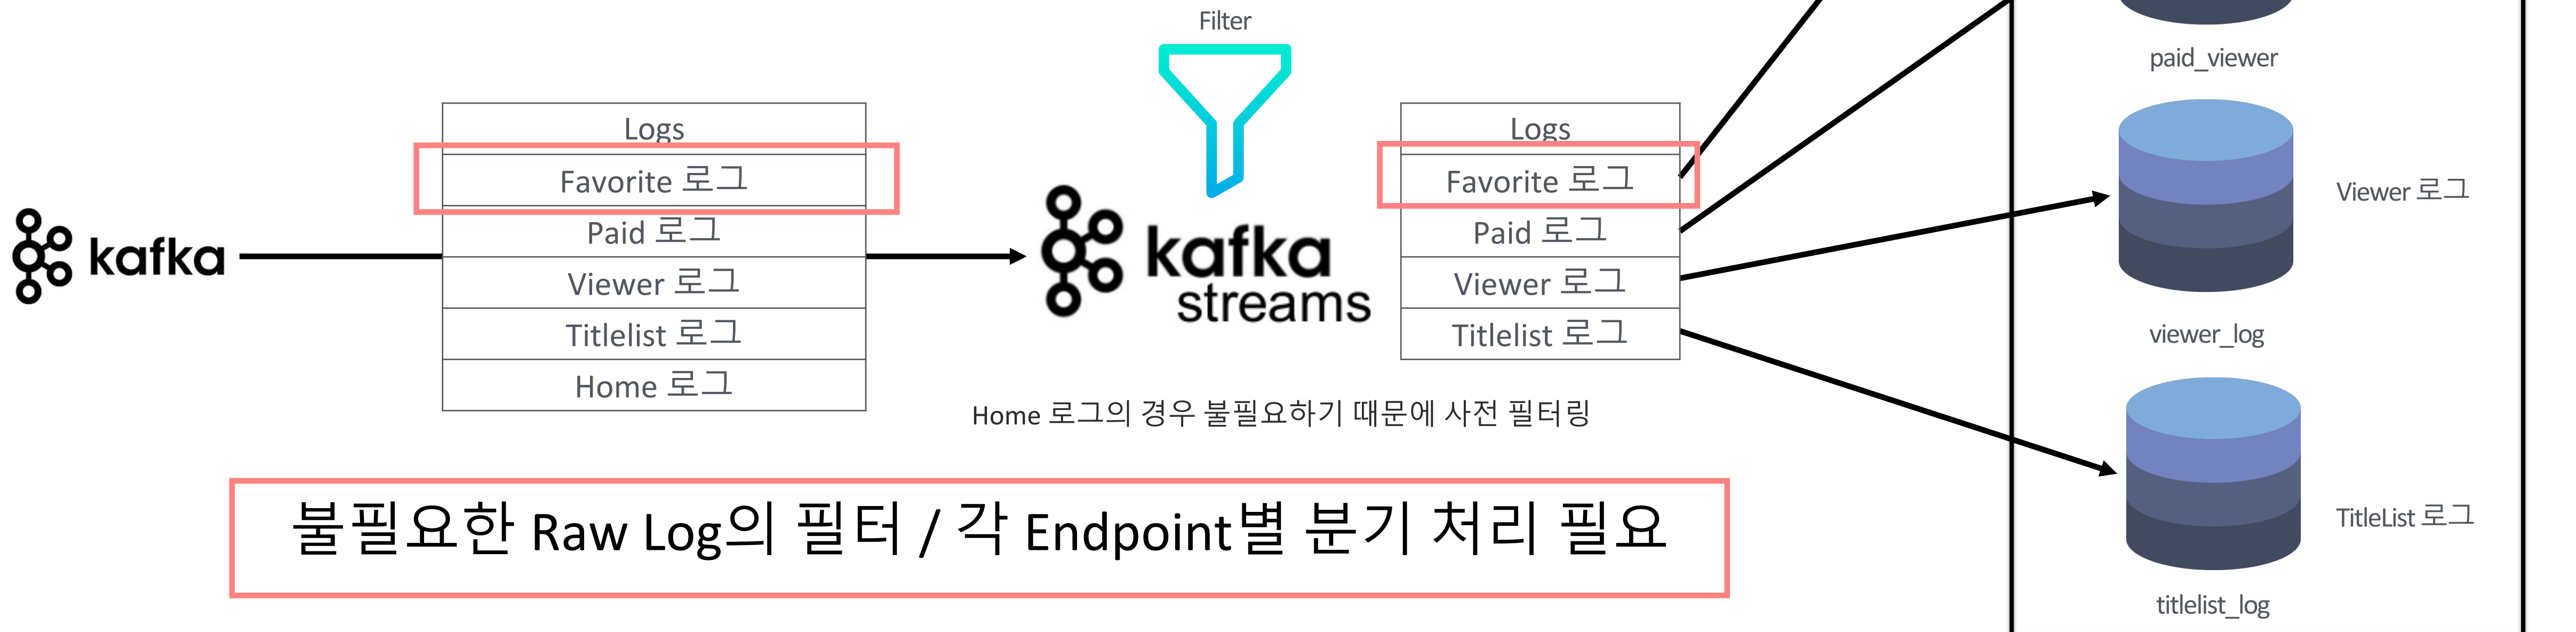 Filter
paid_viewer
Logs
Favorite 로그
Paid 로그
Viewer 로그
Titlelist 로그
Home 로그
kafka
kafka
streams
Logs
Favorite 로그
Paid 로그
Viewer 로그
Titlelist 로그
Viewer 로그
viewer_log
Home 로그의 경우 불필요하기 때문에 사전 필터링
불필요한 Raw Log의 필터 / 각 Endpoint별 분기 처리 필요
TitleList 로그
titlelist_log